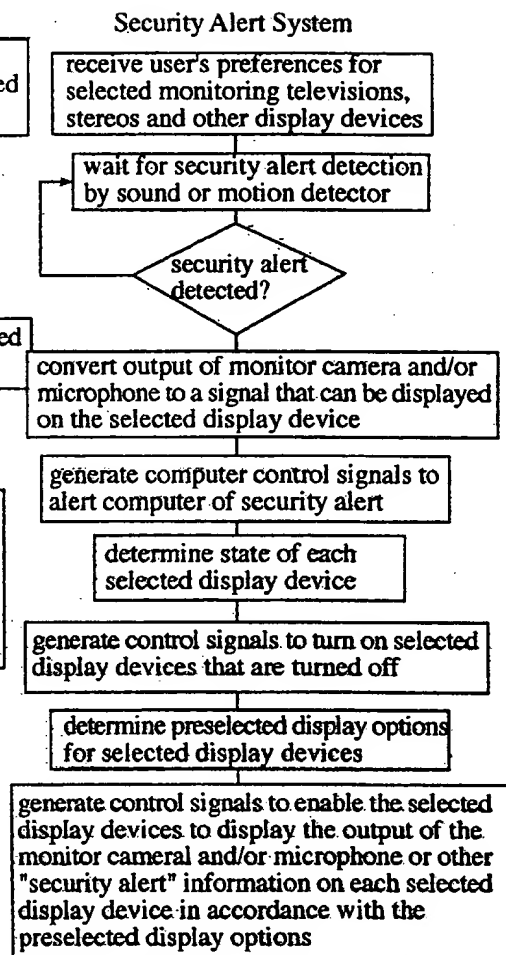 Security Alert System
ed
receive user's preferences for
selected monitoring televisions,
stereos and other display devices
wait for security alert detection
by sound or motion detector
security alert
detected?
ed
convert output of monitor camera and/or
microphone to a signal that can be displayed
on the selected display device
generate computer control signals to
alert computer of security alert
determine state of each
selected display device
generate control signals to turn on selected
display devices that are turned off
determine preselected display options
for selected display devices
generate control signals to enable the selected
display devices to display the output of the
monitor cameral and/or microphone or other
"security alert" information on each selected
display device in accordance with the
preselected display options